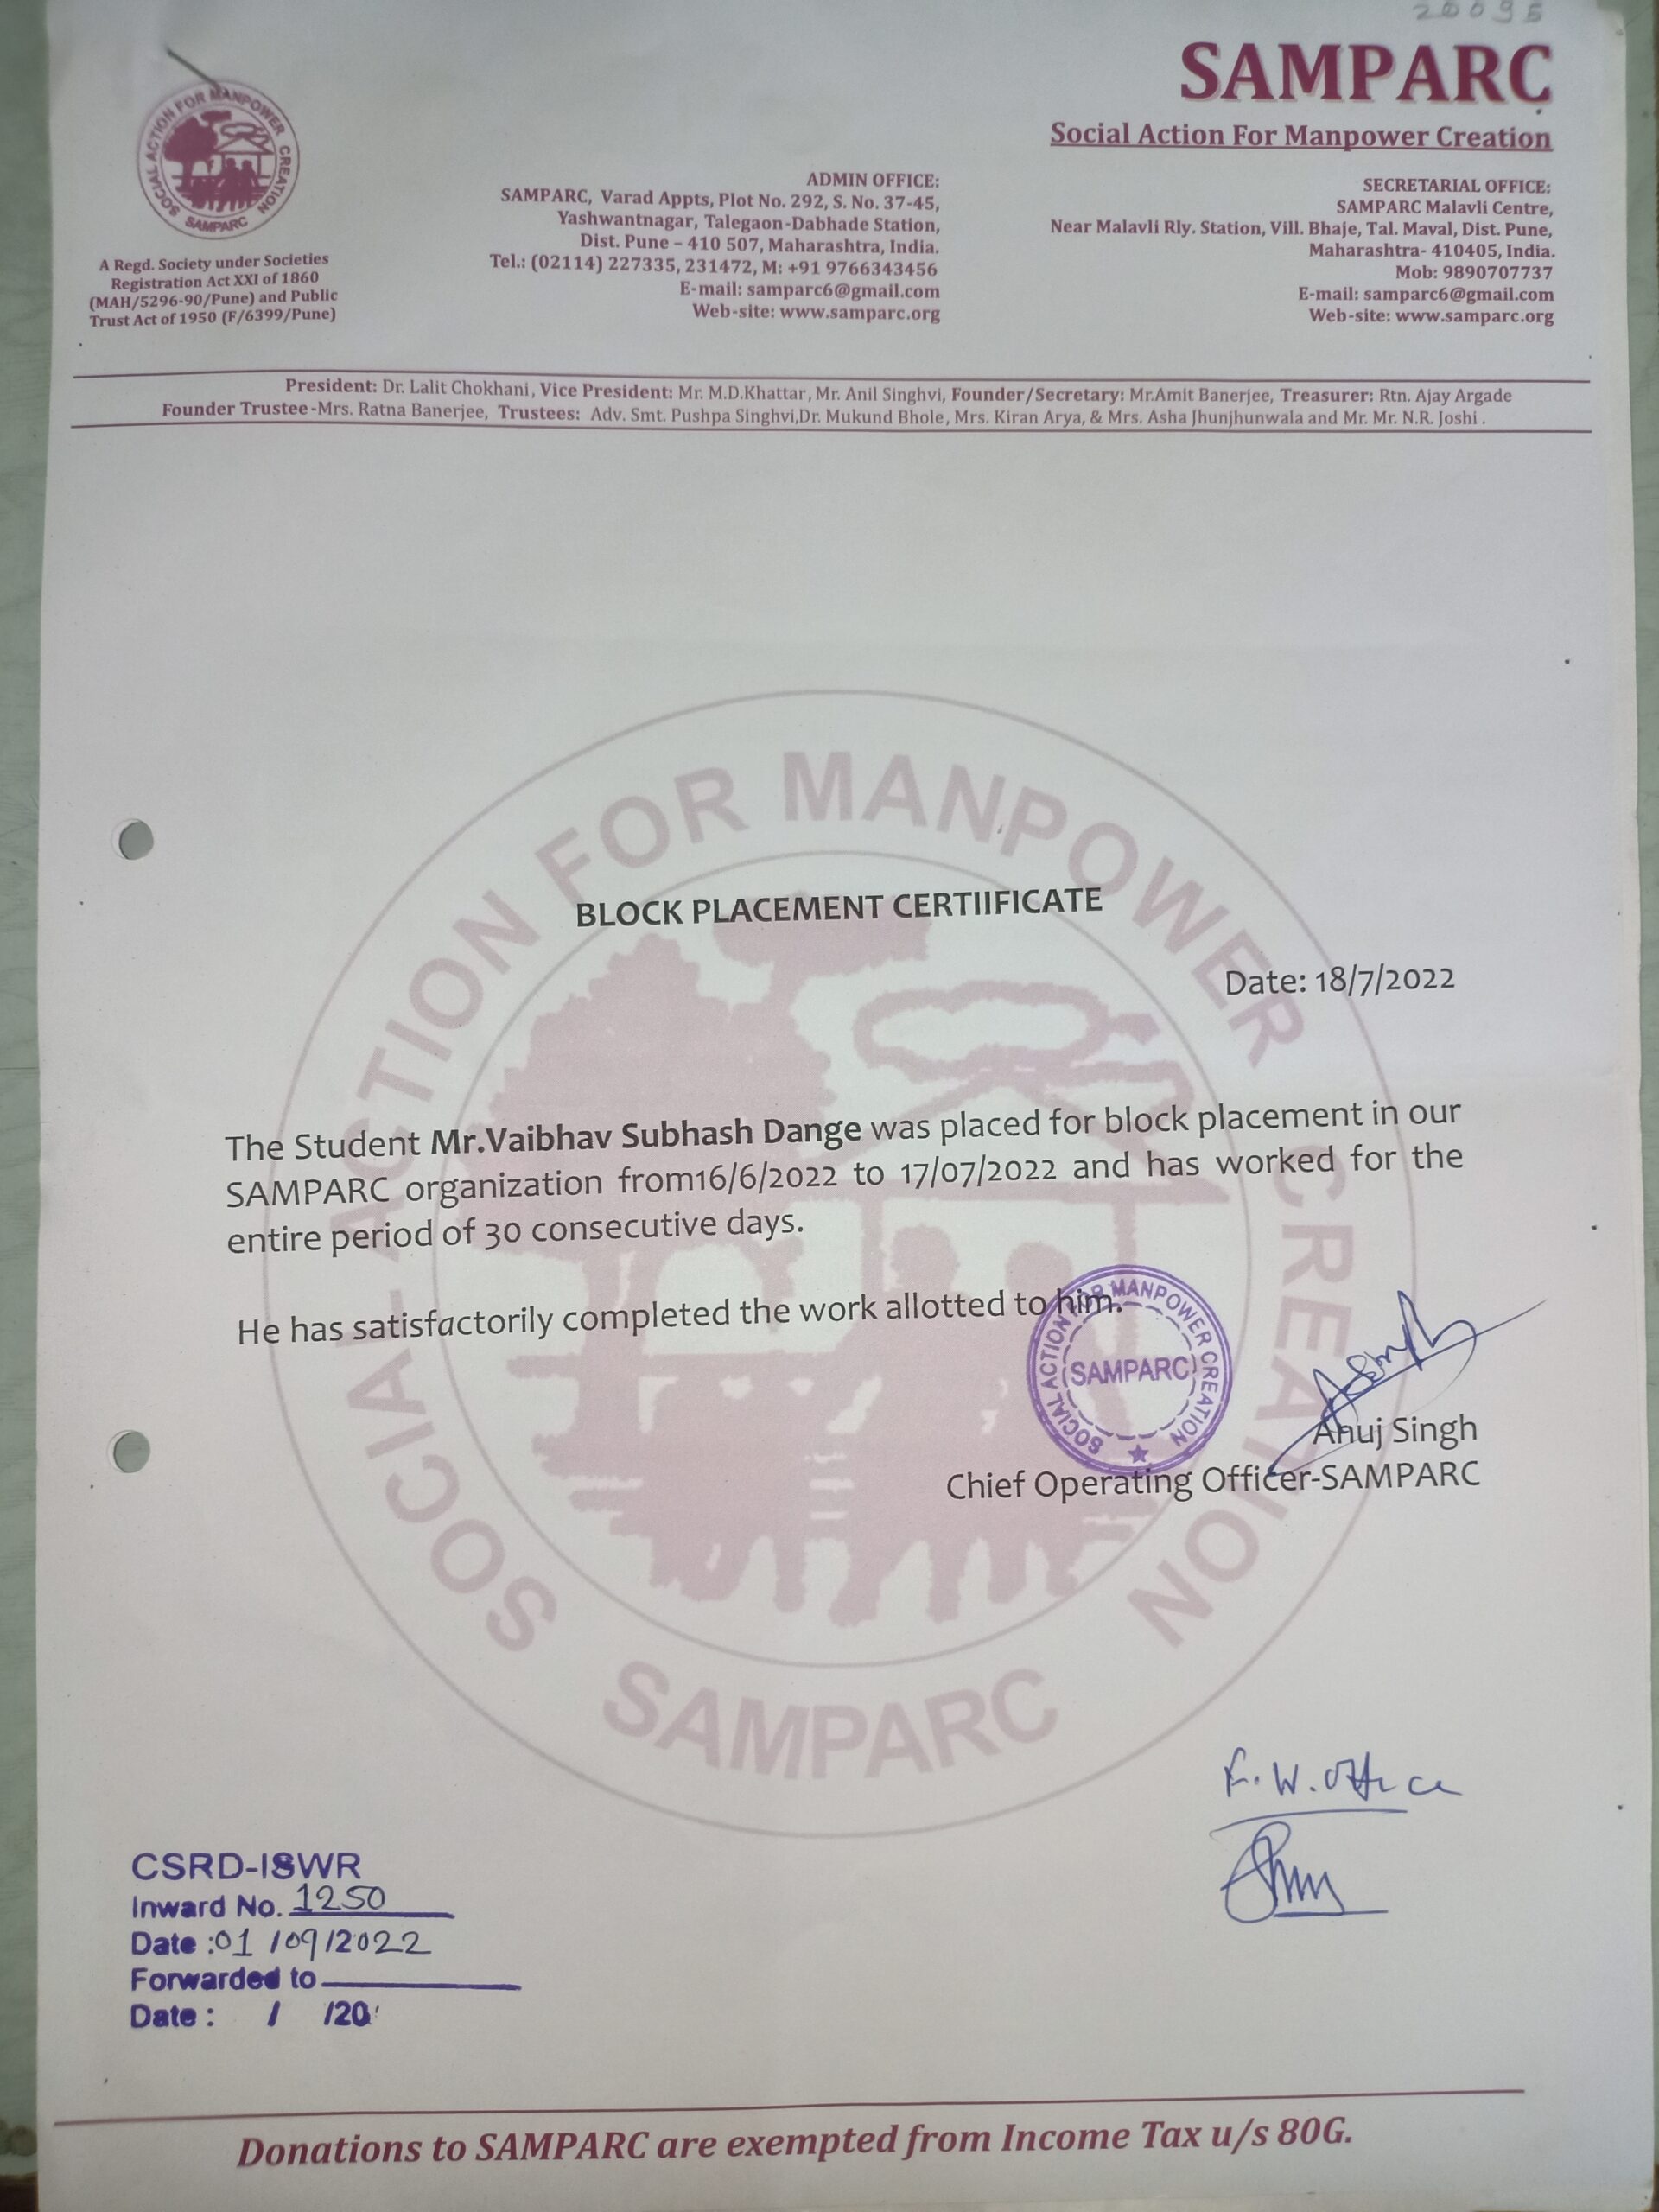 20095
SAMPARC
Social Action For Manpower Creation
SOCIAL ACTION FOR MANPOWER CREATION
SAMPARC
A Regd. Society under Societies
Registration Act XXI of 1860
(MAH/5296-90/Pune) and Public
Trust Act of 1950 (F/6399/Pune)
ADMIN OFFICE:
SAMPARC, Varad Appts, Plot No. 292, S. No. 37-45,
Yashwantnagar, Talegaon-Dabhade Station,
Dist. Pune – 410 507, Maharashtra, India.
Tel.: (02114) 227335, 231472, M: +91 9766343456
E-mail: samparc6@gmail.com
Web-site: www.samparc.org
SECRETARIAL OFFICE:
SAMPARC Malavli Centre,
Near Malavli Rly. Station, Vill. Bhaje, Tal. Maval, Dist. Pune,
Maharashtra- 410405, India.
Mob: 9890707737
E-mail: samparc6@gmail.com
Web-site: www.samparc.org
President: Dr. Lalit Chokhani, Vice President: Mr. M.D.Khattar, Mr. Anil Singhvi, Founder/Secretary: Mr.Amit Banerjee, Treasurer: Rtn. Ajay Argade
Founder Trustee-Mrs. Ratna Banerjee, Trustees: Adv. Smt. Pushpa Singhvi,Dr. Mukund Bhole, Mrs. Kiran Arya, & Mrs. Asha Jhunjhunwala and Mr. Mr. N.R. Joshi .
SOCIAL ACTION FOR MANPOWER CREATION
SAMPARC
BLOCK PLACEMENT CERTIIFICATE
Date: 18/7/2022
The Student Mr.Vaibhav Subhash Dange was placed for block placement in our
SAMPARC organization from16/6/2022 to 17/07/2022 and has worked for the
entire period of 30 consecutive days.
He has satisfactorily completed the work allotted to him.
SOCIAL ACTION FOR MANPOWER CREATION
SAMPARC
Anuj Singh
Chief Operating Officer-SAMPARC
F.W. Office
CSRD-ISWR
Inward No. 1250
Date :01/09/2022
Forwarded to
Date : / /20
Donations to SAMPARC are exempted from Income Tax u/s 80G.